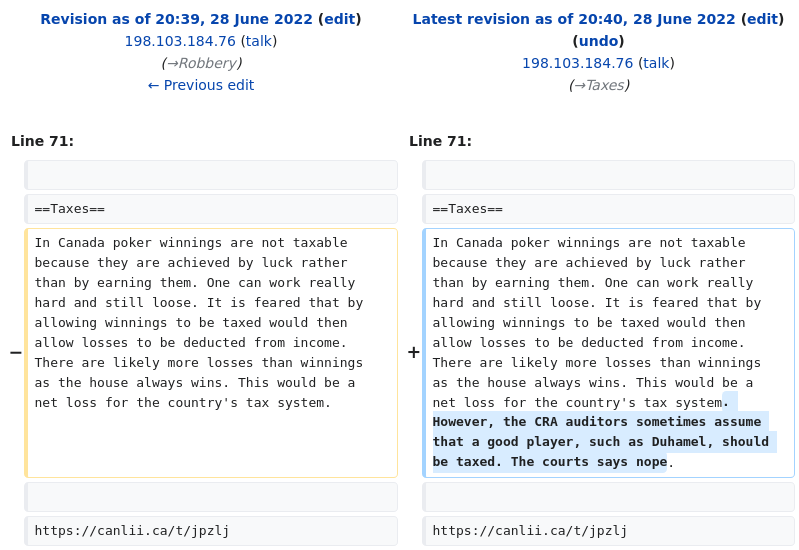 Revision as of 20:39, 28 June 2022 (edit)
198.103.184.76 (talk)
(→Robbery)
← Previous edit
Latest revision as of 20:40, 28 June 2022 (edit)
(undo)
198.103.184.76 (talk)
(→Taxes)
Line 71:
Line 71:
==Taxes==
==Taxes==
−
In Canada poker winnings are not taxable
because they are achieved by luck rather
than by earning them. One can work really
hard and still loose. It is feared that by
allowing winnings to be taxed would then
allow losses to be deducted from income.
There are likely more losses than winnings
as the house always wins. This would be a
net loss for the country's tax system.
+
In Canada poker winnings are not taxable
because they are achieved by luck rather
than by earning them. One can work really
hard and still loose. It is feared that by
allowing winnings to be taxed would then
allow losses to be deducted from income.
There are likely more losses than winnings
as the house always wins. This would be a
net loss for the country's tax system.
However, the CRA auditors sometimes assume
that a good player, such as Duhamel, should
be taxed. The courts says nope.
https://canlii.ca/t/jpzlj
https://canlii.ca/t/jpzlj